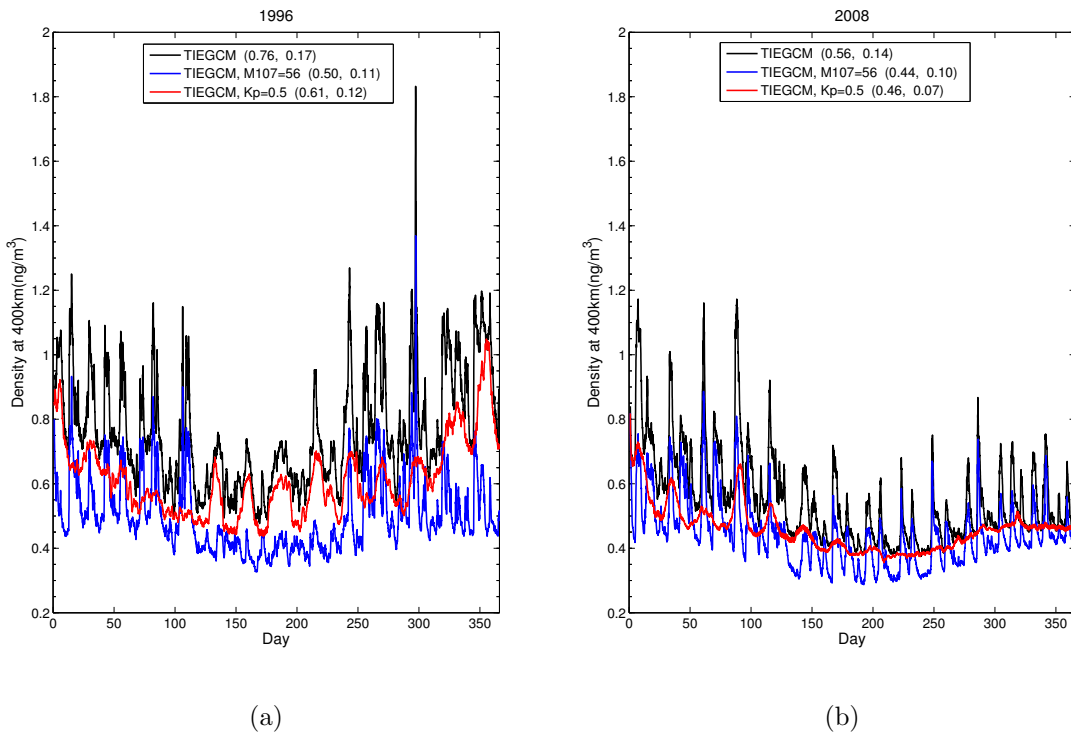 1996
TIEGCM (0.76, 0.17)
TIEGCM, M107=56 (0.50, 0.11)
TIEGCM, Kp=0.5 (0.61, 0.12)
Density at 400km(ng/m³)
2
1.8
1.6
1.4
1.2
1
0.8
0.6
0.4
0.2
0 50 100 150 200 250 300 350
Day
(a)
2008
TIEGCM (0.56, 0.14)
TIEGCM, M107=56 (0.44, 0.10)
TIEGCM, Kp=0.5 (0.46, 0.07)
Density at 400km(ng/m³)
2
1.8
1.6
1.4
1.2
1
0.8
0.6
0.4
0.2
0 50 100 150 200 250 300 350
Day
(b)